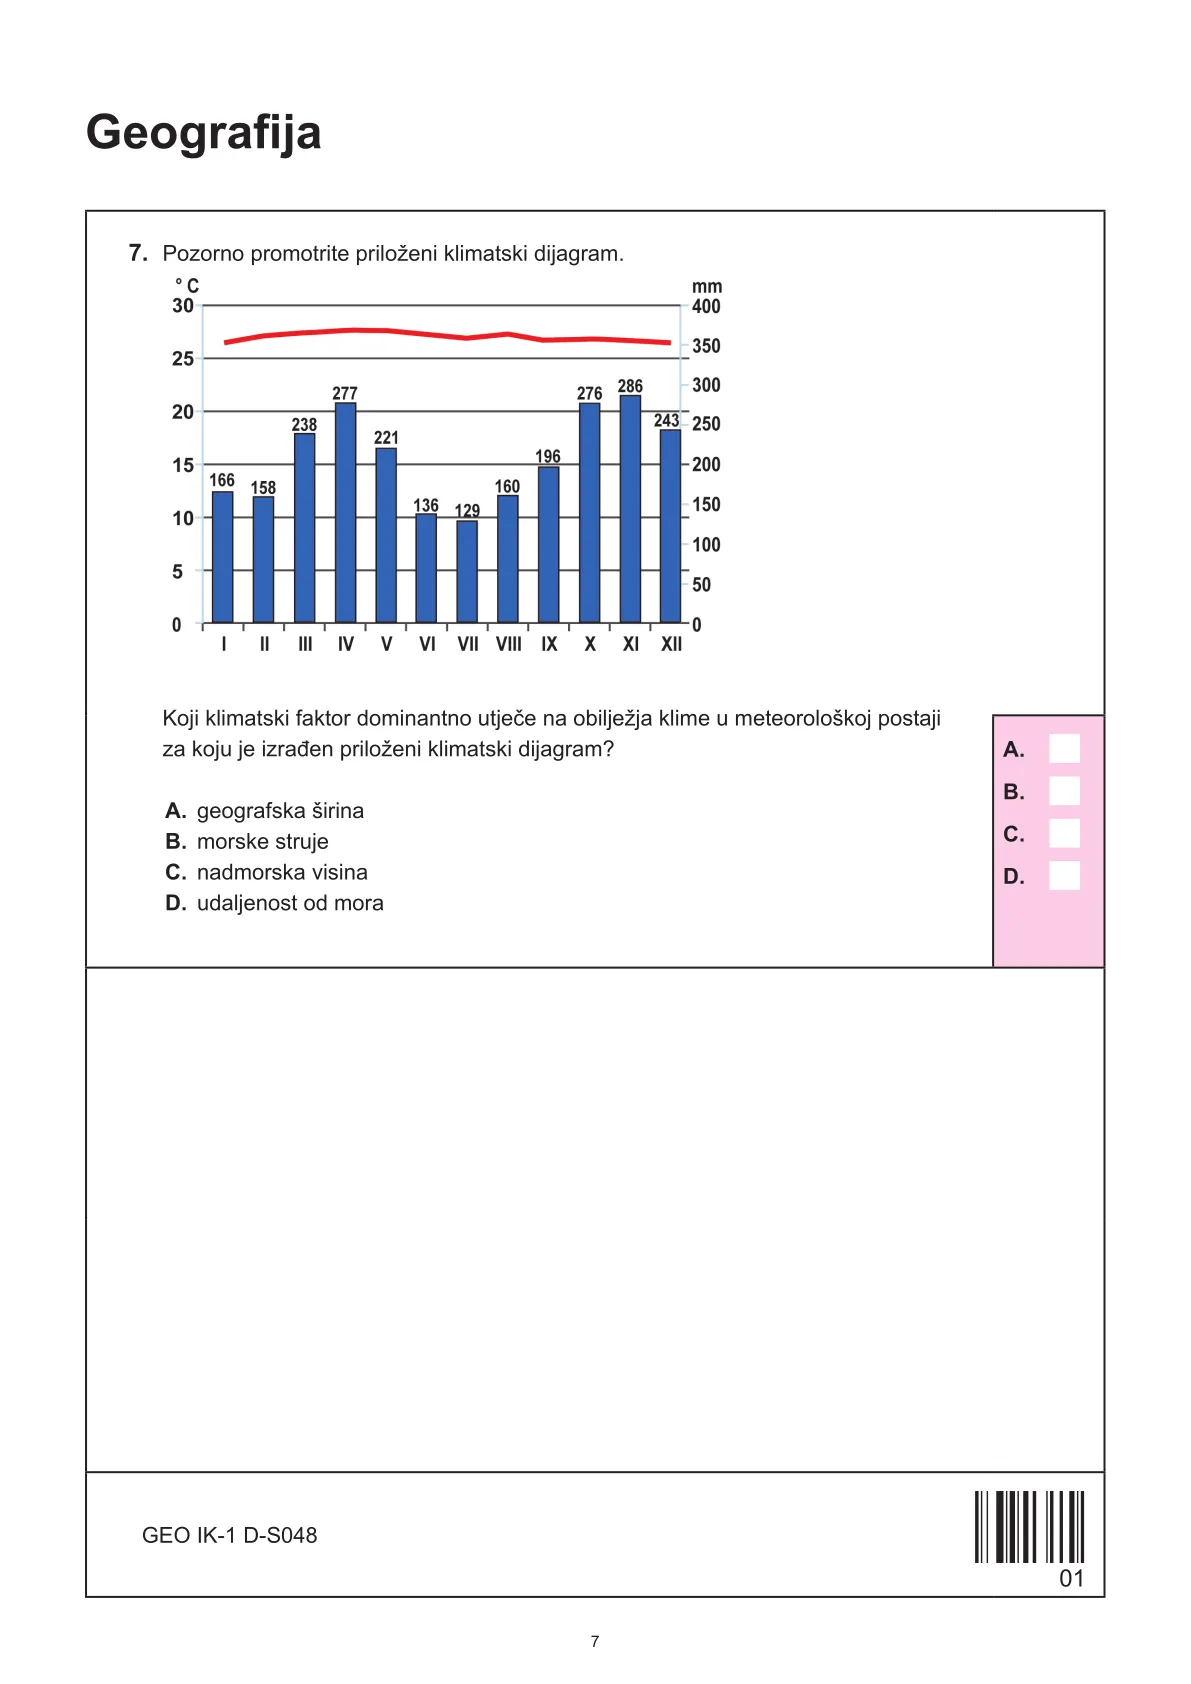 Geografija
7. Pozorno promotrite priloženi klimatski dijagram.
° C mm
30 400
350
25
300
20
250
15 200
150
10
100
5
50
0 0
277
276 286
238
243
221
196
166 158
160
136 129
I II III IV V VI VII VIII IX X XI XII
Koji klimatski faktor dominantno utječe na obilježja klime u meteorološkoj postaji
za koju je izrađen priloženi klimatski dijagram?
A. geografska širina
B. morske struje
C. nadmorska visina
D. udaljenost od mora
A.
B.
C.
D.
GEO IK-1 D-S048
01
7